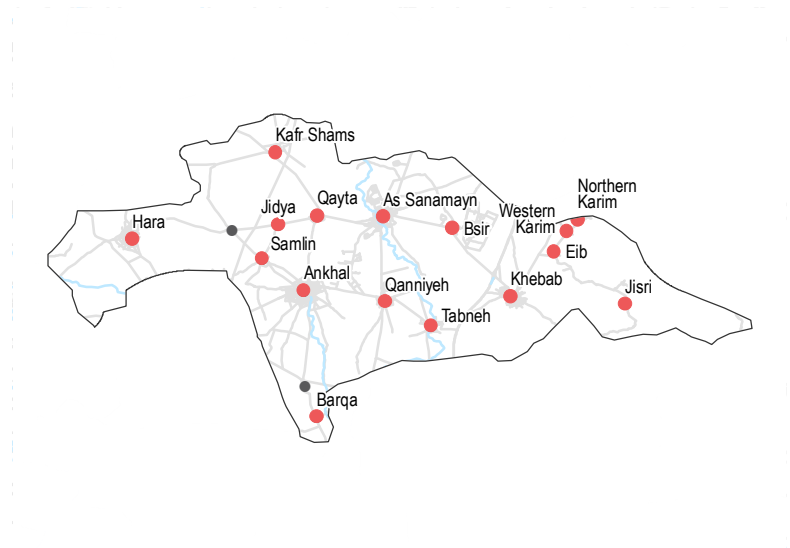 Kafr Shams
Northern
Karim
Jidya
Qayta
As Sanamayn
Western
Karim
Hara
Bsir
Samlin
Eib
Ankhal
Qanniyeh
Khebab
Jisri
Tabneh
Barqa